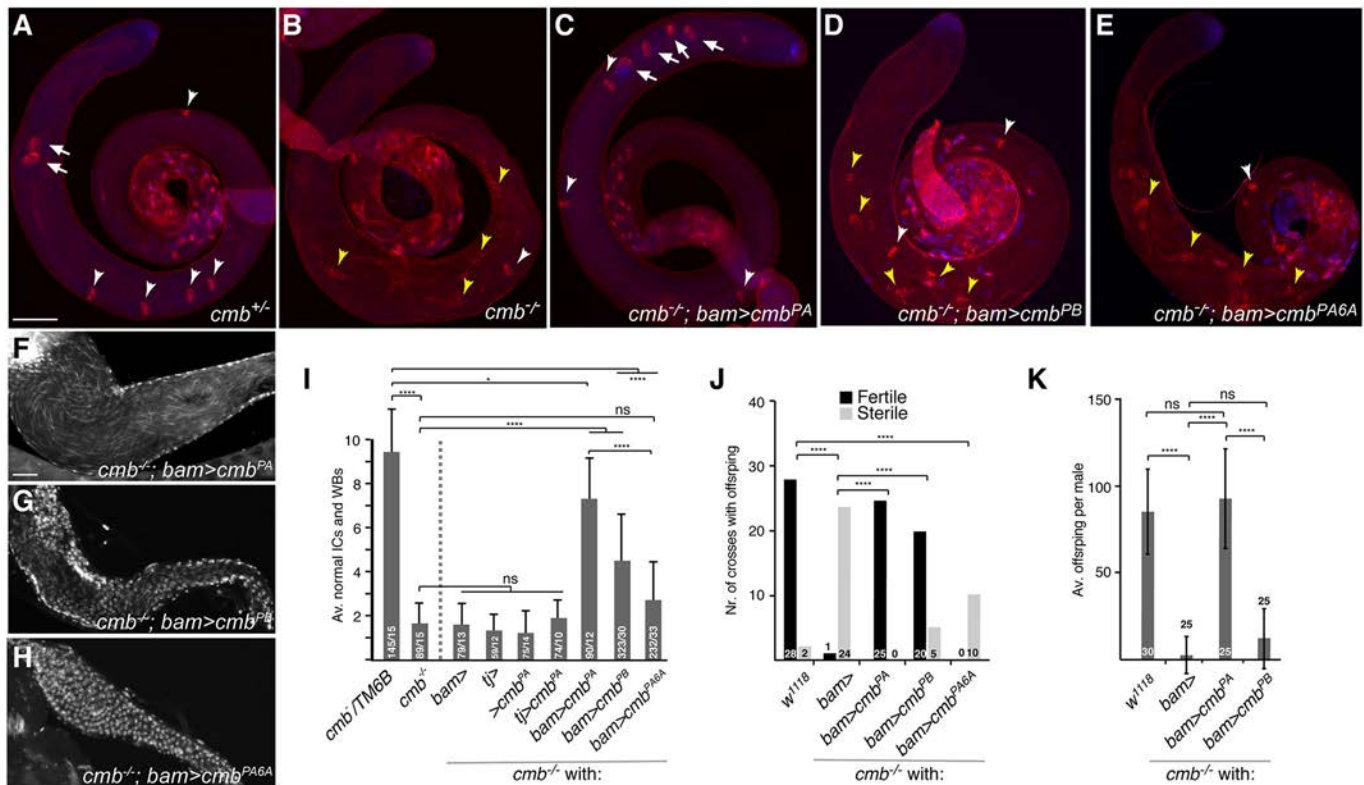 A
cmb+/-
B
cmb-/-
C
cmb-/-; bam>cmbPA
D
cmb-/-; bam>cmbPB
E
cmb-/-; bam>cmbPA6A
F
cmb-/-; bam>cmbPA
G
cmb-/-; bam>cmbPB
H
cmb-/-; bam>cmbPA6A
I
****
*
****
ns
****
****
ns
Av. normal ICs and WBs
10
8
6
4
2
145/15
89/15
79/13
59/12
75/14
74/10
90/12
323/30
232/33
cmb-/TM6B
cmb-/-
bam>
tj>
>cmbPA
tj>cmbPA
bam>cmbPA
bam>cmbPB
bam>cmbPA6A
cmb-/- with:
J
Fertile
Sterile
****
****
****
****
Nr. of crosses with offsrping
40
30
20
10
28
2
1
24
25
0
20
5
0
10
w1118
bam>
bam>cmbPA
bam>cmbPB
bam>cmbPA6A
cmb-/- with:
K
ns
ns
****
****
****
Av. offsrping per male
150
100
50
30
25
25
25
w1118
bam>
bam>cmbPA
bam>cmbPB
cmb-/- with: